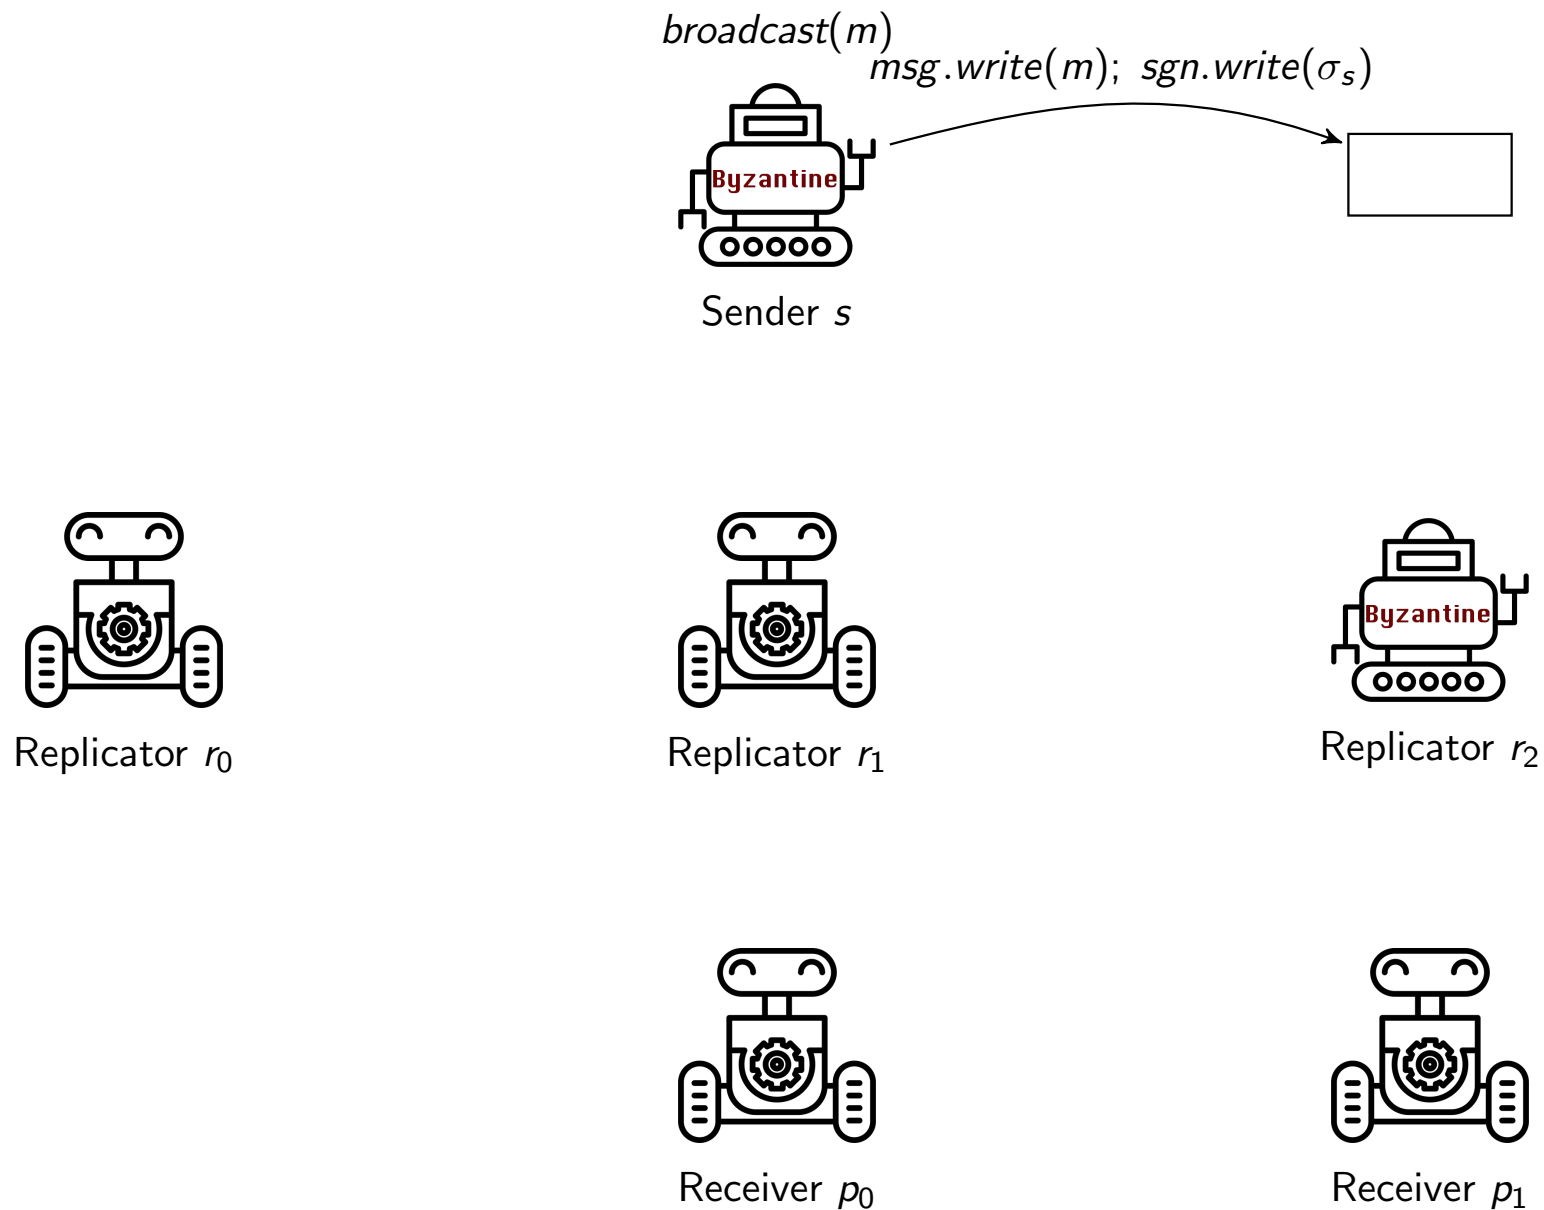 broadcast(m)
msg.write(m); sgn.write(σₛ)
Byzantine
Sender s
Byzantine
Replicator r₀
Replicator r₁
Replicator r₂
Receiver p₀
Receiver p₁